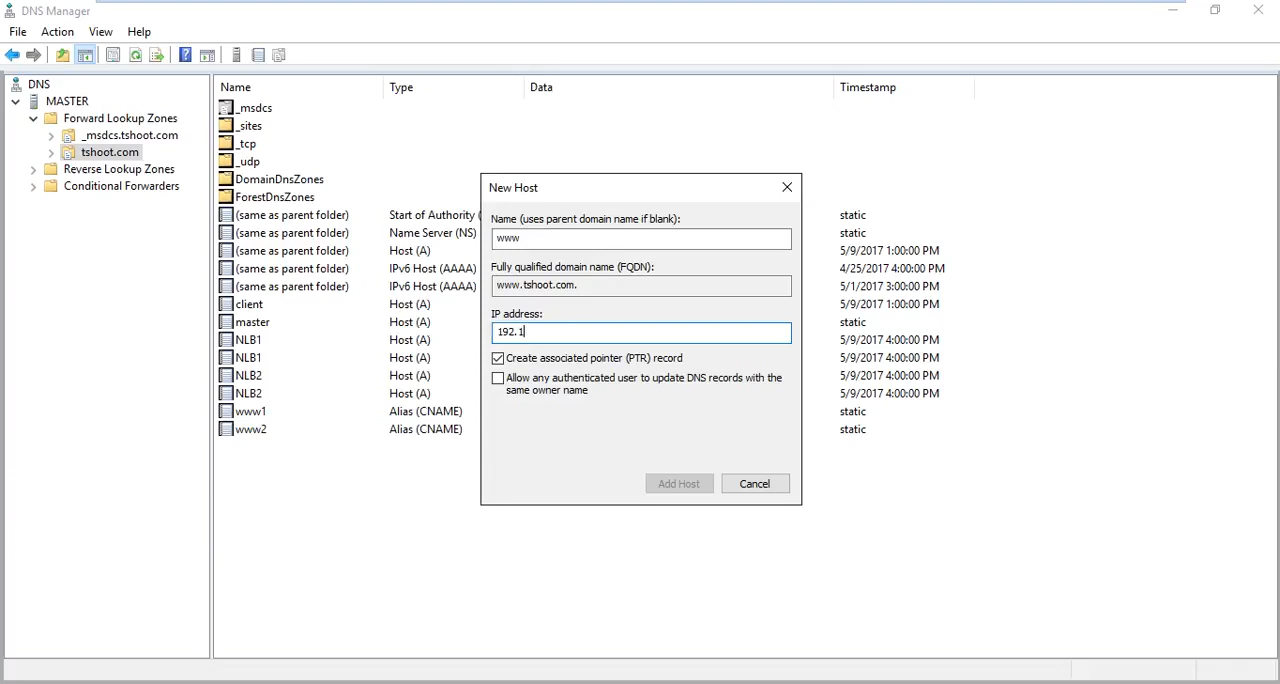 DNS Manager
File Action View Help
DNS
MASTER
Forward Lookup Zones
_msdcs.tshoot.com
tshoot.com
Reverse Lookup Zones
Conditional Forwarders
Name Type Data Timestamp
_msdcs
_sites
_tcp
_udp
DomainDnsZones
ForestDnsZones
(same as parent folder) Start of Authority ( static
(same as parent folder) Name Server (NS) static
(same as parent folder) Host (A) 5/9/2017 1:00:00 PM
(same as parent folder) IPv6 Host (AAAA) 4/25/2017 4:00:00 PM
(same as parent folder) IPv6 Host (AAAA) 5/1/2017 3:00:00 PM
client Host (A) 5/9/2017 1:00:00 PM
master Host (A) static
NLB1 Host (A) 5/9/2017 4:00:00 PM
NLB1 Host (A) 5/9/2017 4:00:00 PM
NLB2 Host (A) 5/9/2017 4:00:00 PM
NLB2 Host (A) 5/9/2017 4:00:00 PM
www1 Alias (CNAME) static
www2 Alias (CNAME) static
New Host
Name (uses parent domain name if blank):
www
Fully qualified domain name (FQDN):
www.tshoot.com.
IP address:
192.1
Create associated pointer (PTR) record
Allow any authenticated user to update DNS records with the
same owner name
Add Host Cancel